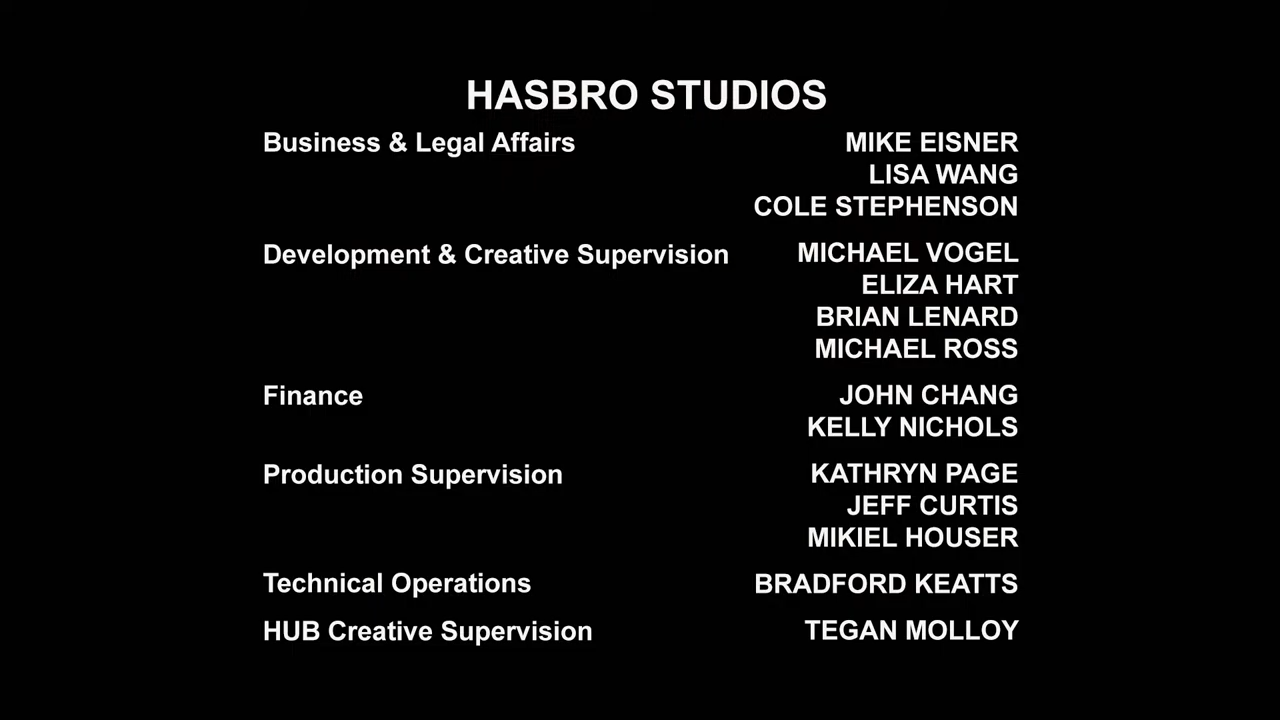 HASBRO STUDIOS
Business & Legal Affairs MIKE EISNER
LISA WANG
COLE STEPHENSON
Development & Creative Supervision MICHAEL VOGEL
ELIZA HART
BRIAN LENARD
MICHAEL ROSS
Finance JOHN CHANG
KELLY NICHOLS
Production Supervision KATHRYN PAGE
JEFF CURTIS
MIKIEL HOUSER
Technical Operations BRADFORD KEATTS
HUB Creative Supervision TEGAN MOLLOY